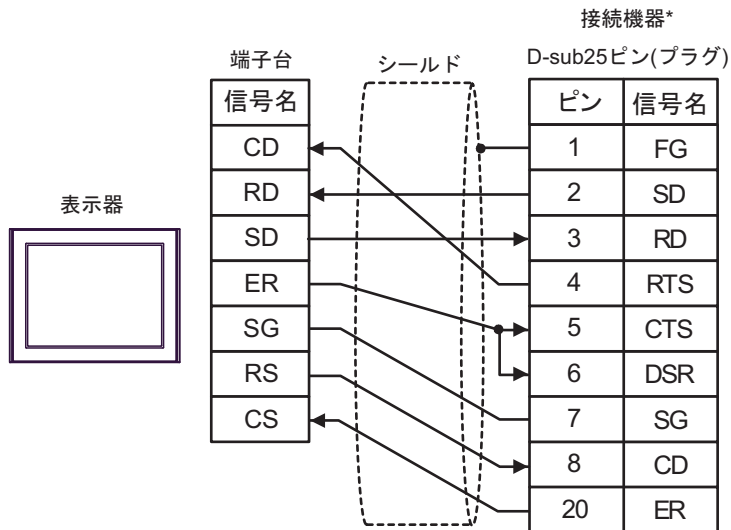 接続機器*
端子台 シールド D-sub25ピン(プラグ)
信号名 ピン 信号名
CD 1 FG
RD 2 SD
表示器
SD 3 RD
ER 4 RTS
SG 5 CTS
RS 6 DSR
CS 7 SG
8 CD
20 ER